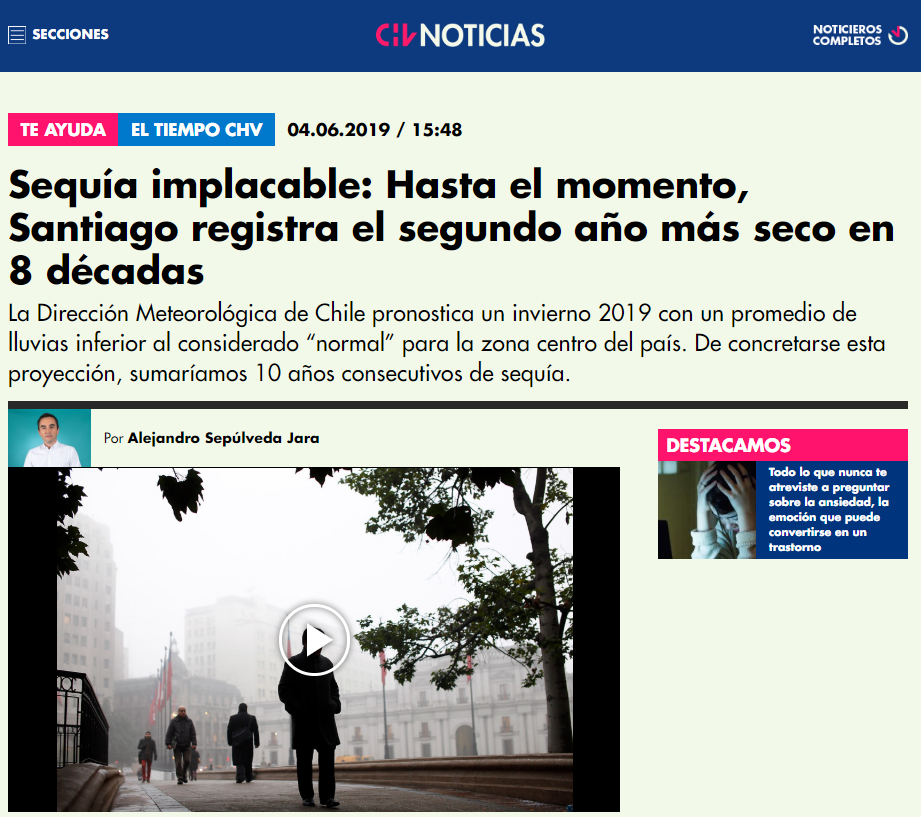 SECCIONES
CHV NOTICIAS
NOTICIEROS
COMPLETOS
TE AYUDA
EL TIEMPO CHV
04.06.2019 / 15:48
Sequía implacable: Hasta el momento,
Santiago registra el segundo año más seco en
8 décadas
La Dirección Meteorológica de Chile pronostica un invierno 2019 con un promedio de
lluvias inferior al considerado “normal” para la zona centro del país. De concretarse esta
proyección, sumaríamos 10 años consecutivos de sequía.
Por Alejandro Sepúlveda Jara
DESTACAMOS
Todo lo que nunca te
atreviste a preguntar
sobre la ansiedad, la
emoción que puede
convertirse en un
trastorno